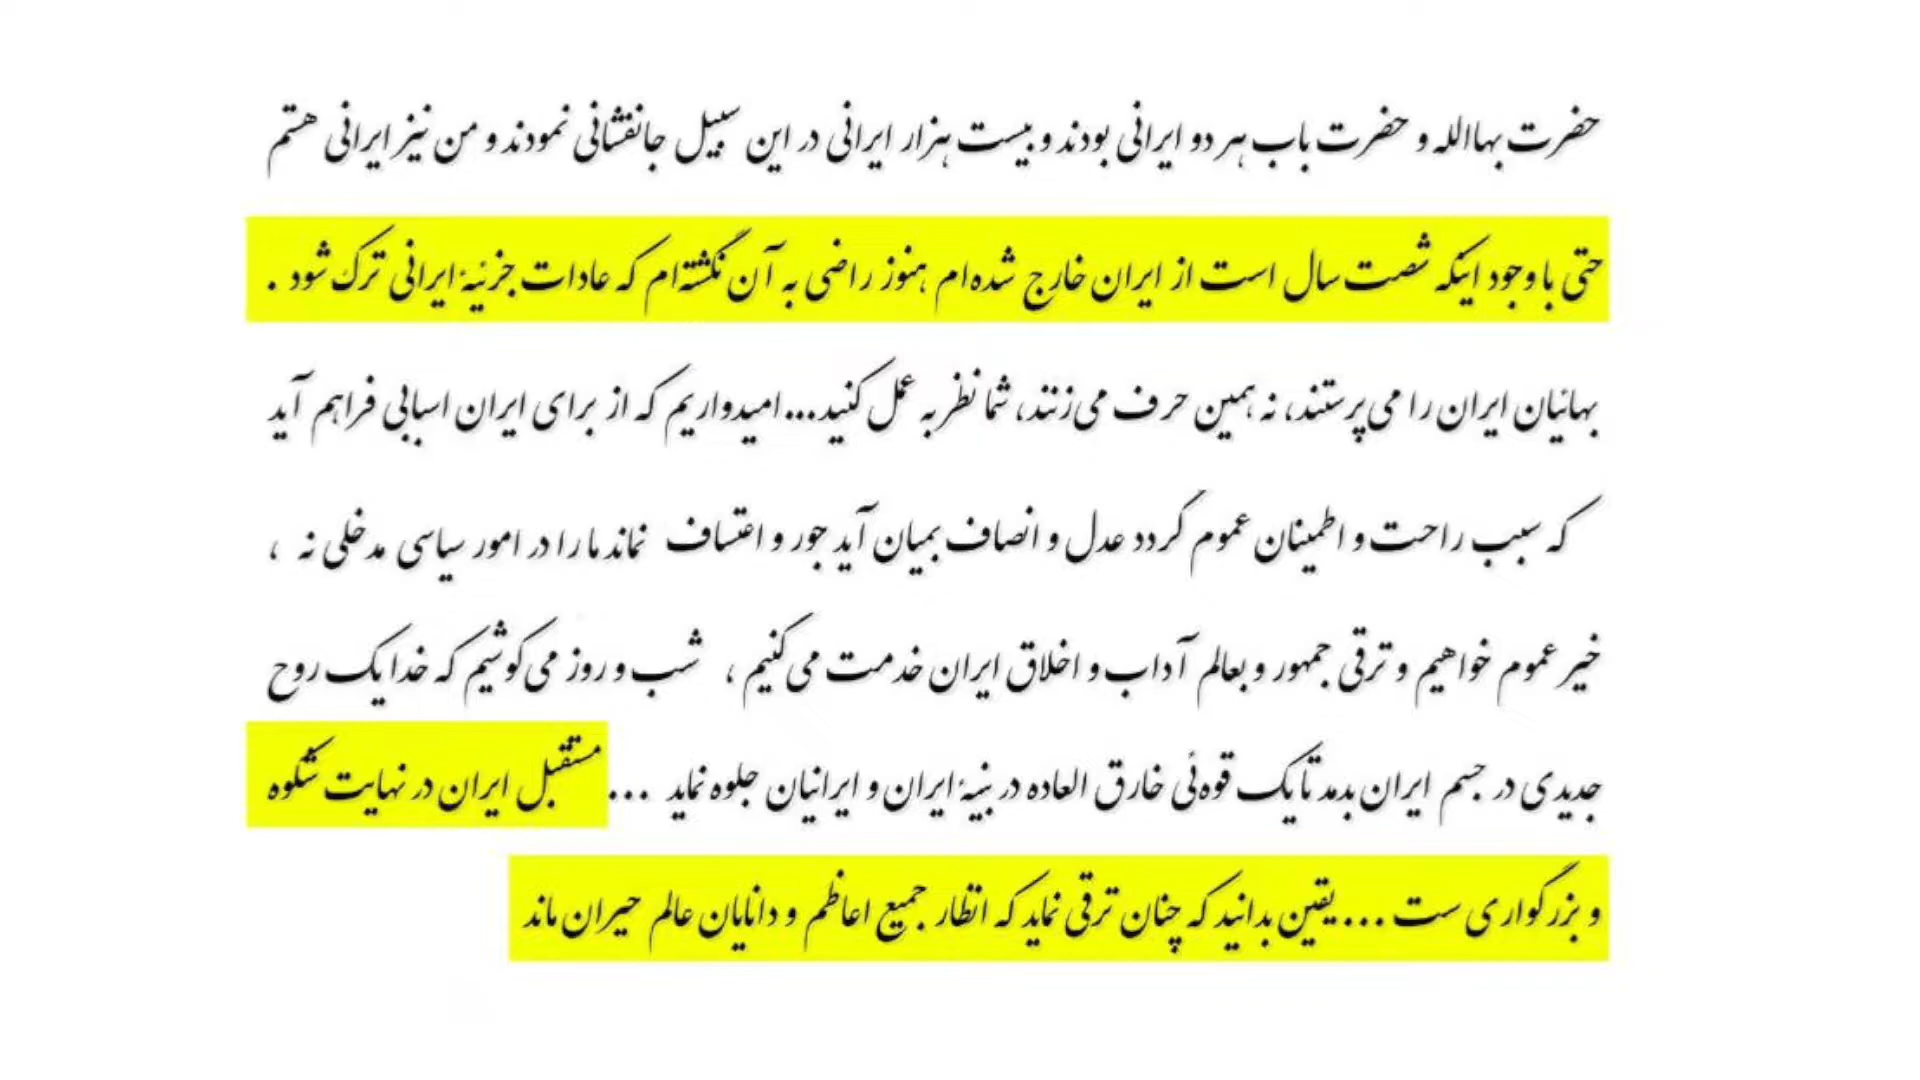 حضرت بهاالله و حضرت باب هر دو ایرانی بودند و بیست هزار ایرانی در این سبیل جانفشانی نمودند و من نیز ایرانی هستم
حتی با وجود اینکه شصت سال است از ایران خارج شده‌ام هنوز راضی به آن نگشته‌ام که عادات جزئیهٔ ایرانی ترک شود .
بهائیان ایران را می‌پرستند، نه همین حرف می‌زنند، شما نظر به عمل کنید... امیدواریم که از برای ایران اسبابی فراهم آید
که سبب راحت و اطمینان عموم گردد عدل و انصاف بمیان آید جور و اعتساف نماند ما را در امور سیاسی مدخلی نه ،
خیر عموم خواهیم و ترقی جمهور و بعالم آداب و اخلاق ایران خدمت می‌کنیم ، شب و روز می‌کوشیم که خدا یک روح
جدیدی در جسم ایران بدمد تا یک قوه‌ئی خارق العاده در بنیهٔ ایران و ایرانیان جلوه نماید ... مستقبل ایران در نهایت شکوه
و بزرگواری ست ... یقین بدانید که چنان ترقی نماید که انظار جمیع اعاظم و دانایان عالم حیران ماند